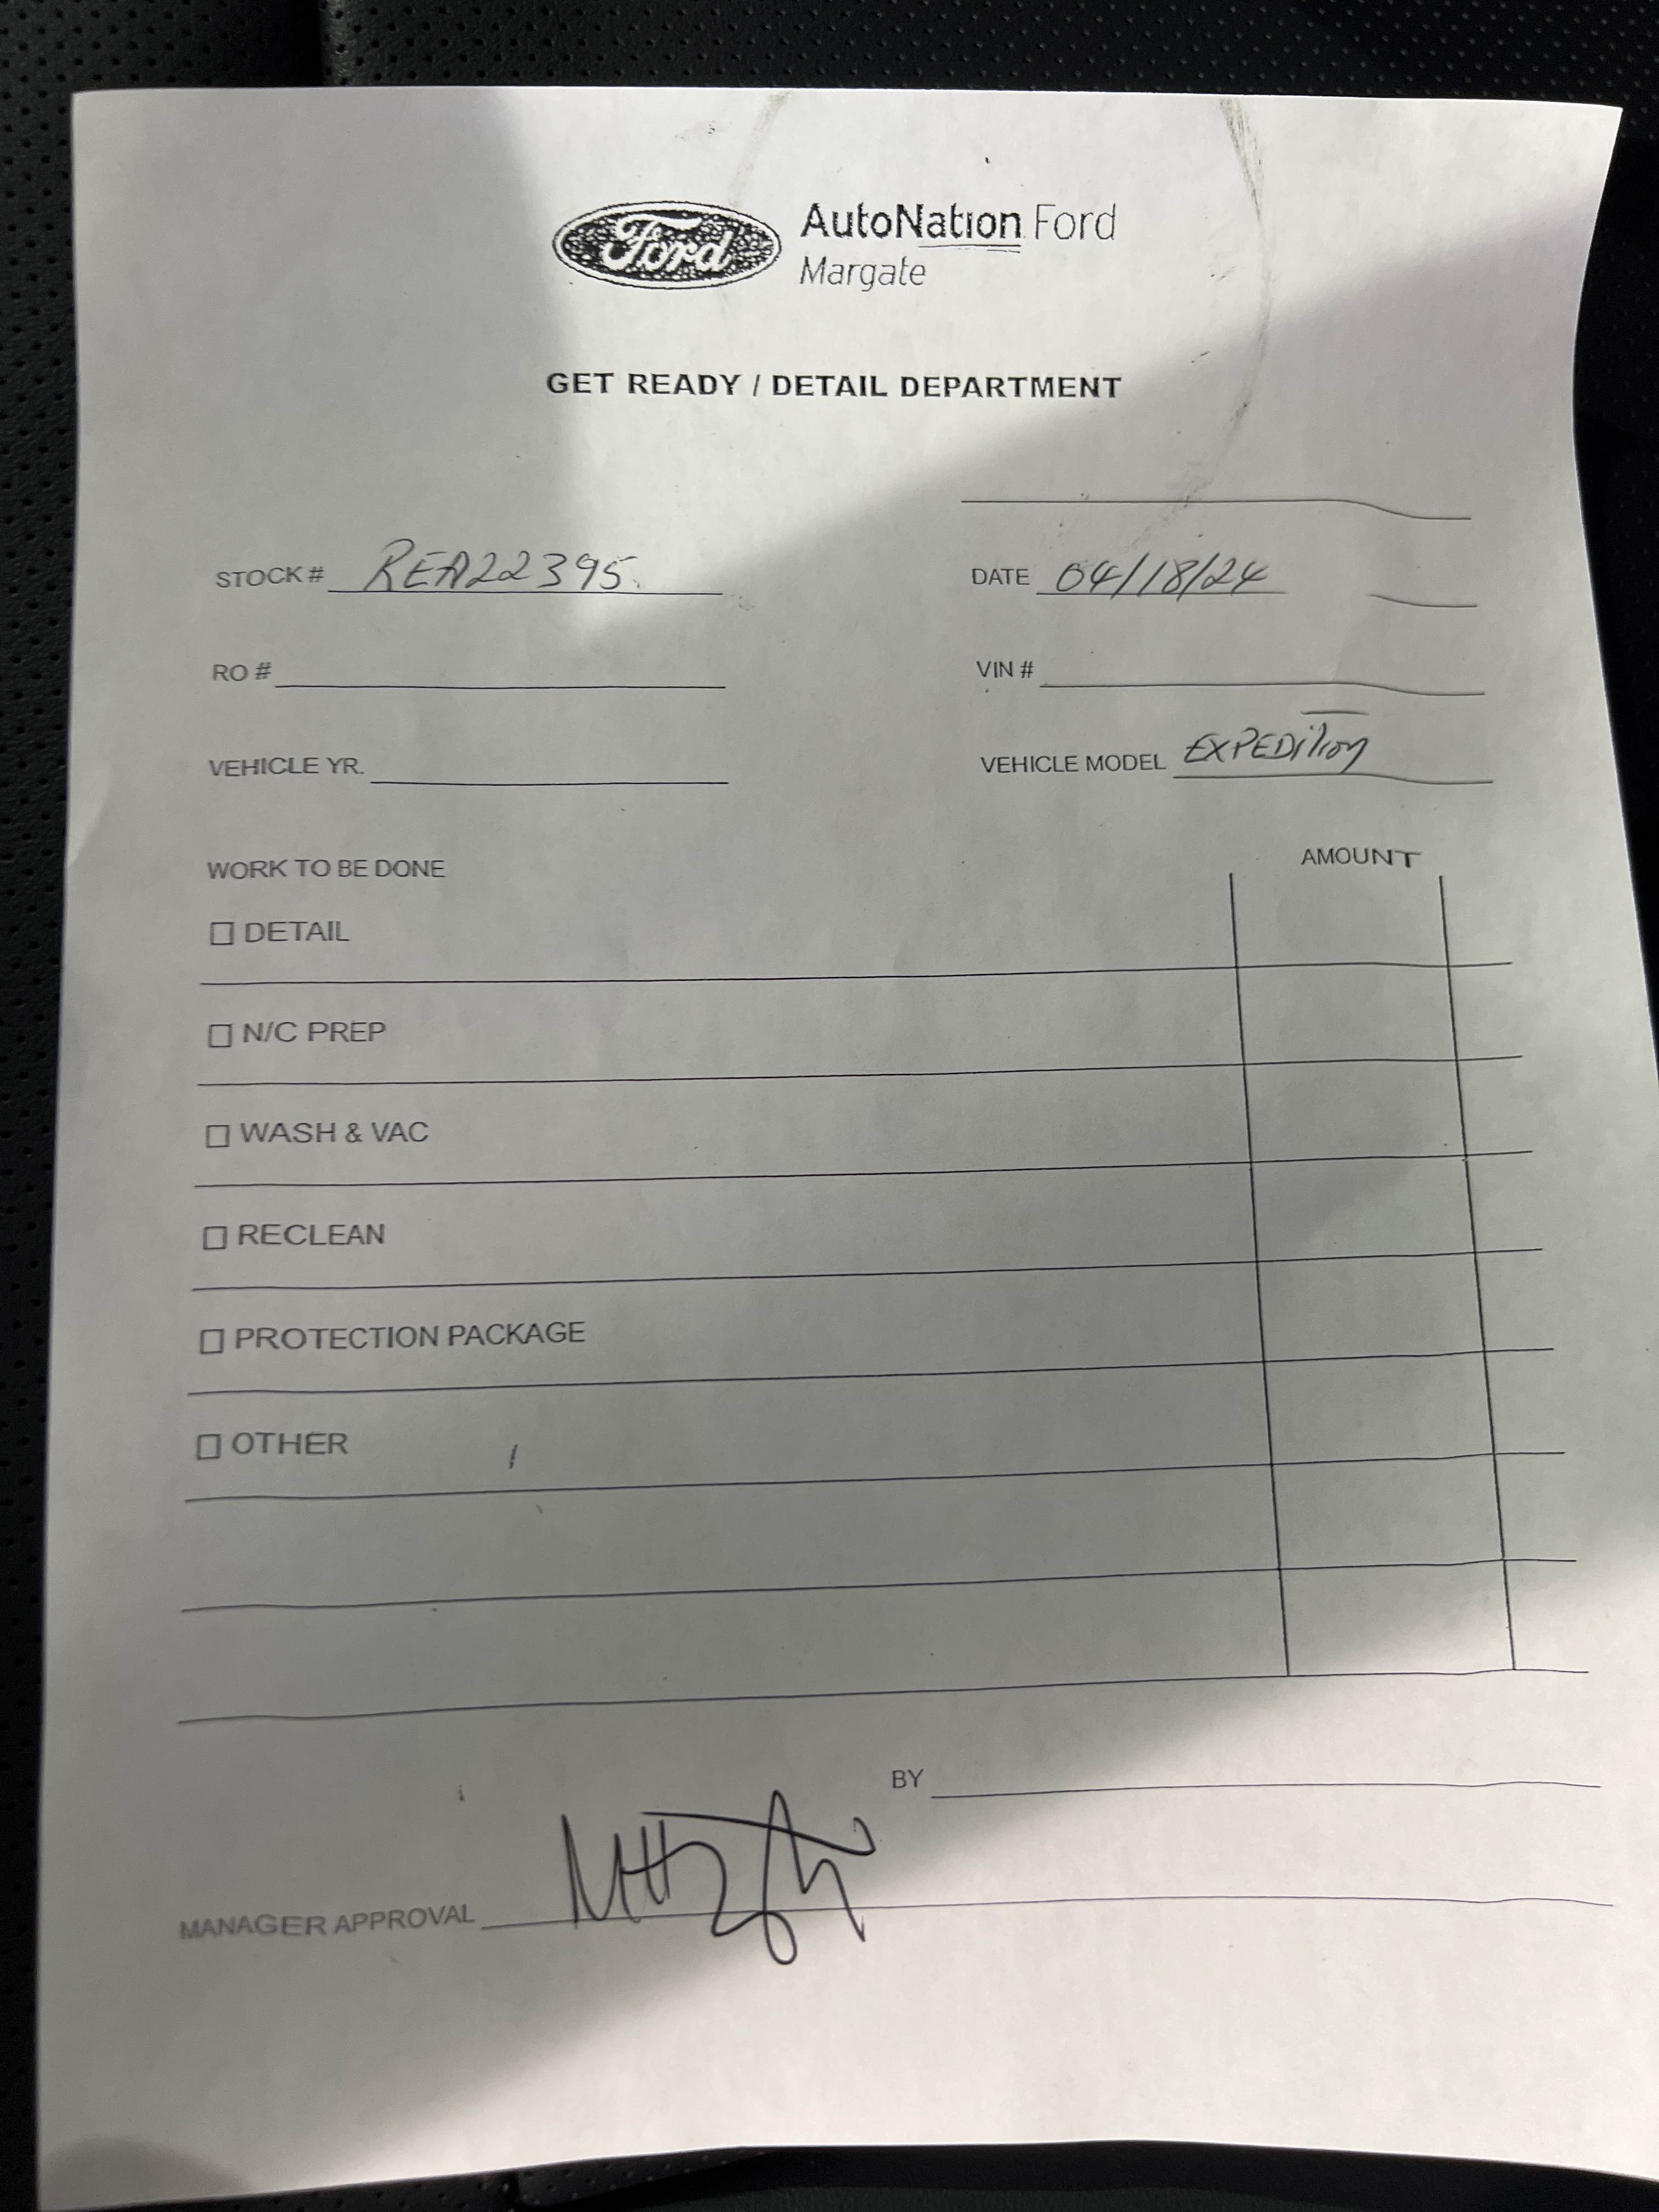 Ford AutoNation Ford
Margate
GET READY / DETAIL DEPARTMENT
STOCK # REA22395 DATE 04/18/24
RO # VIN #
VEHICLE YR. VEHICLE MODEL EXPEDition
WORK TO BE DONE AMOUNT
DETAIL
N/C PREP
WASH & VAC
RECLEAN
PROTECTION PACKAGE
OTHER
BY
MANAGER APPROVAL